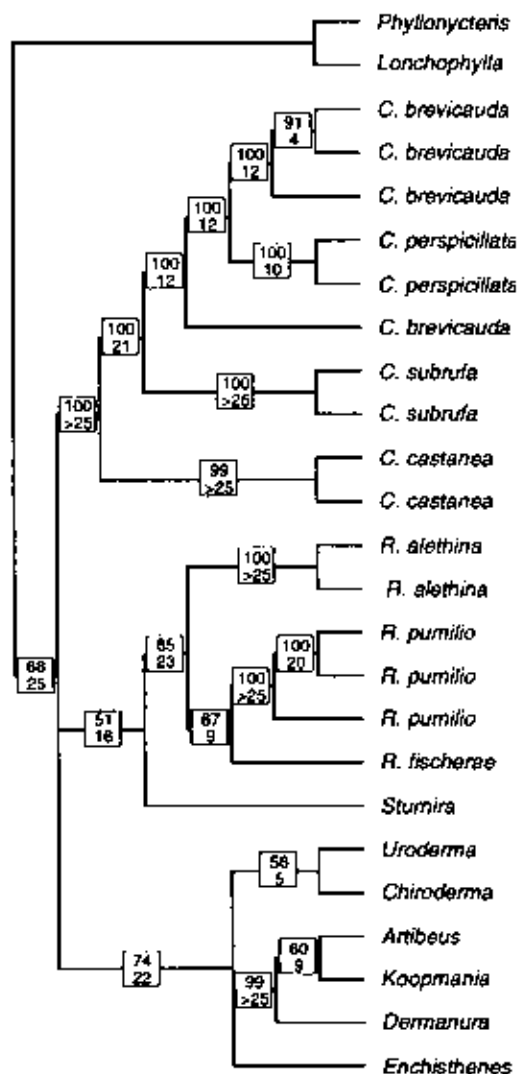 Phyllonycteris
Lonchophylla
C. brevicauda
91
4
C. brevicauda
100
12
C. brevicauda
100
12
C. perspicillata
100
10
C. perspicillata
100
12
C. brevicauda
100
21
C. subrufa
100
>25
C. subrufa
100
>25
C. castanea
99
>25
C. castanea
R. alethina
100
>25
R. alethina
R. pumilio
85
23
100
20
R. pumilio
100
>25
R. pumilio
67
9
R. fischerae
68
25
51
16
Sturnira
Uroderma
58
5
Chiroderma
Artibeus
60
9
Koopmania
74
22
99
>25
Dermanura
Enchisthenes